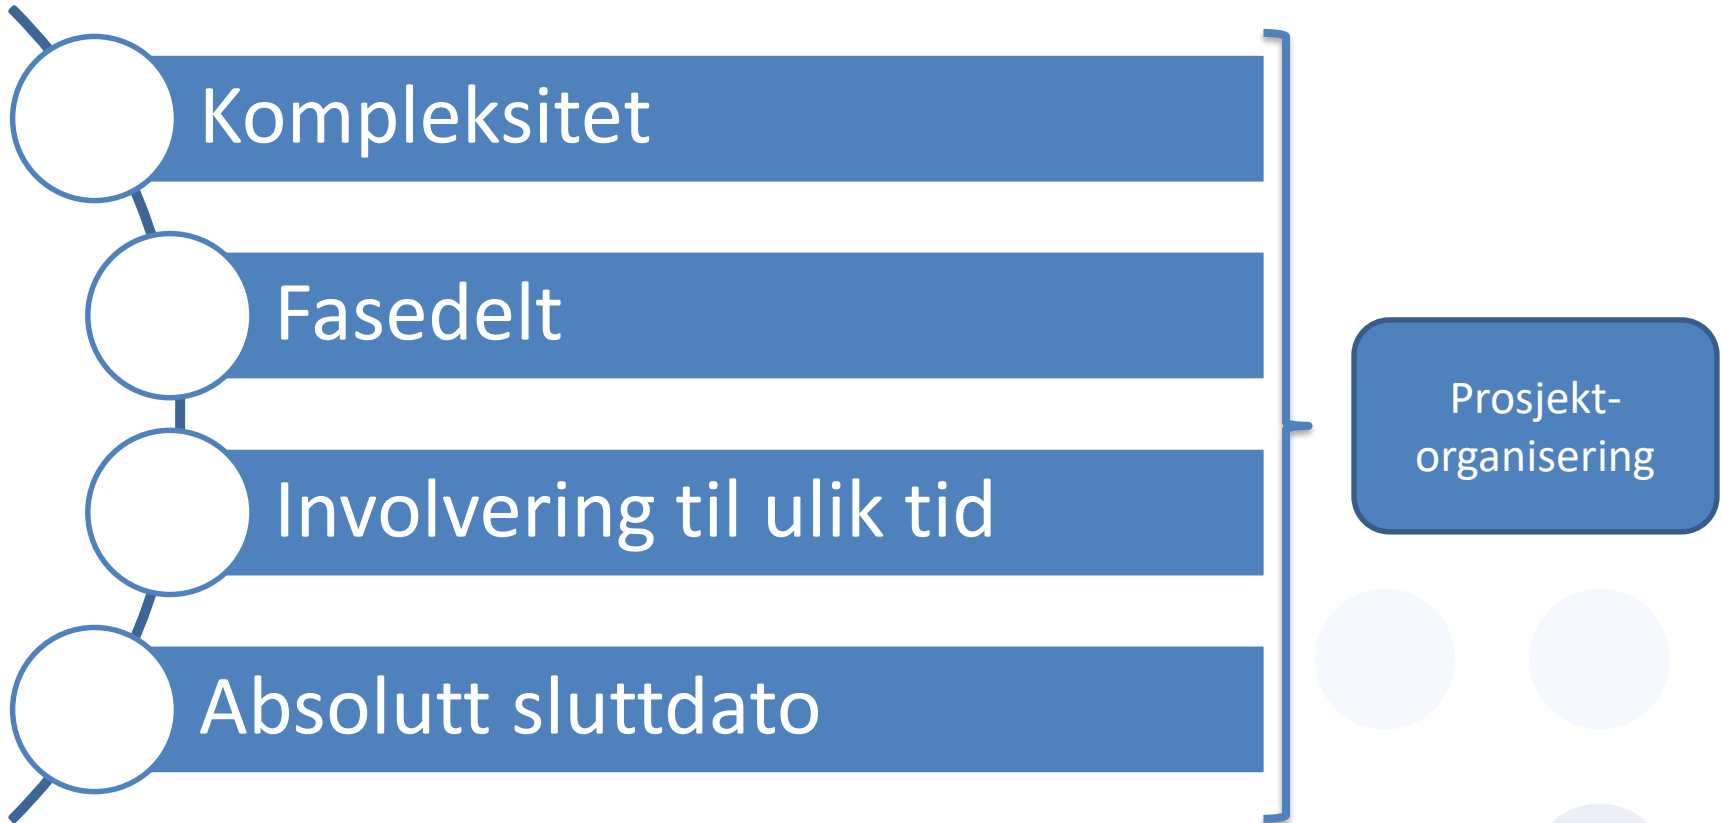 Kompleksitet
Fasedelt
Involvering til ulik tid
Absolutt sluttdato
Prosjekt-
organisering